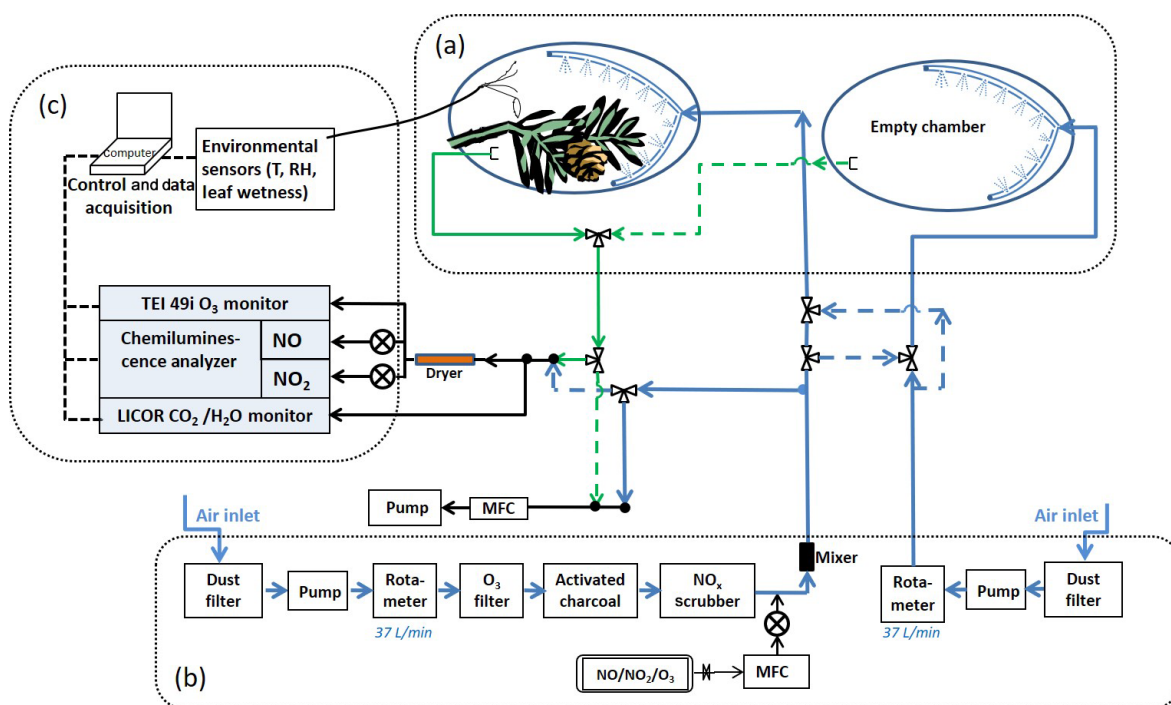 (a)
(c)
Computer
Control and data
acquisition
Environmental
sensors (T, RH,
leaf wetness)
Empty chamber
TEI 49i O₃ monitor
Chemilumines-
cence analyzer
NO
NO₂
LICOR CO₂ /H₂O monitor
Dryer
Pump
MFC
Air inlet
Air inlet
Dust
filter
Pump
Rota-
meter
37 L/min
O₃
filter
Activated
charcoal
NOₓ
scrubber
Mixer
Rota-
meter
37 L/min
Pump
Dust
filter
(b)
NO/NO₂/O₃
MFC